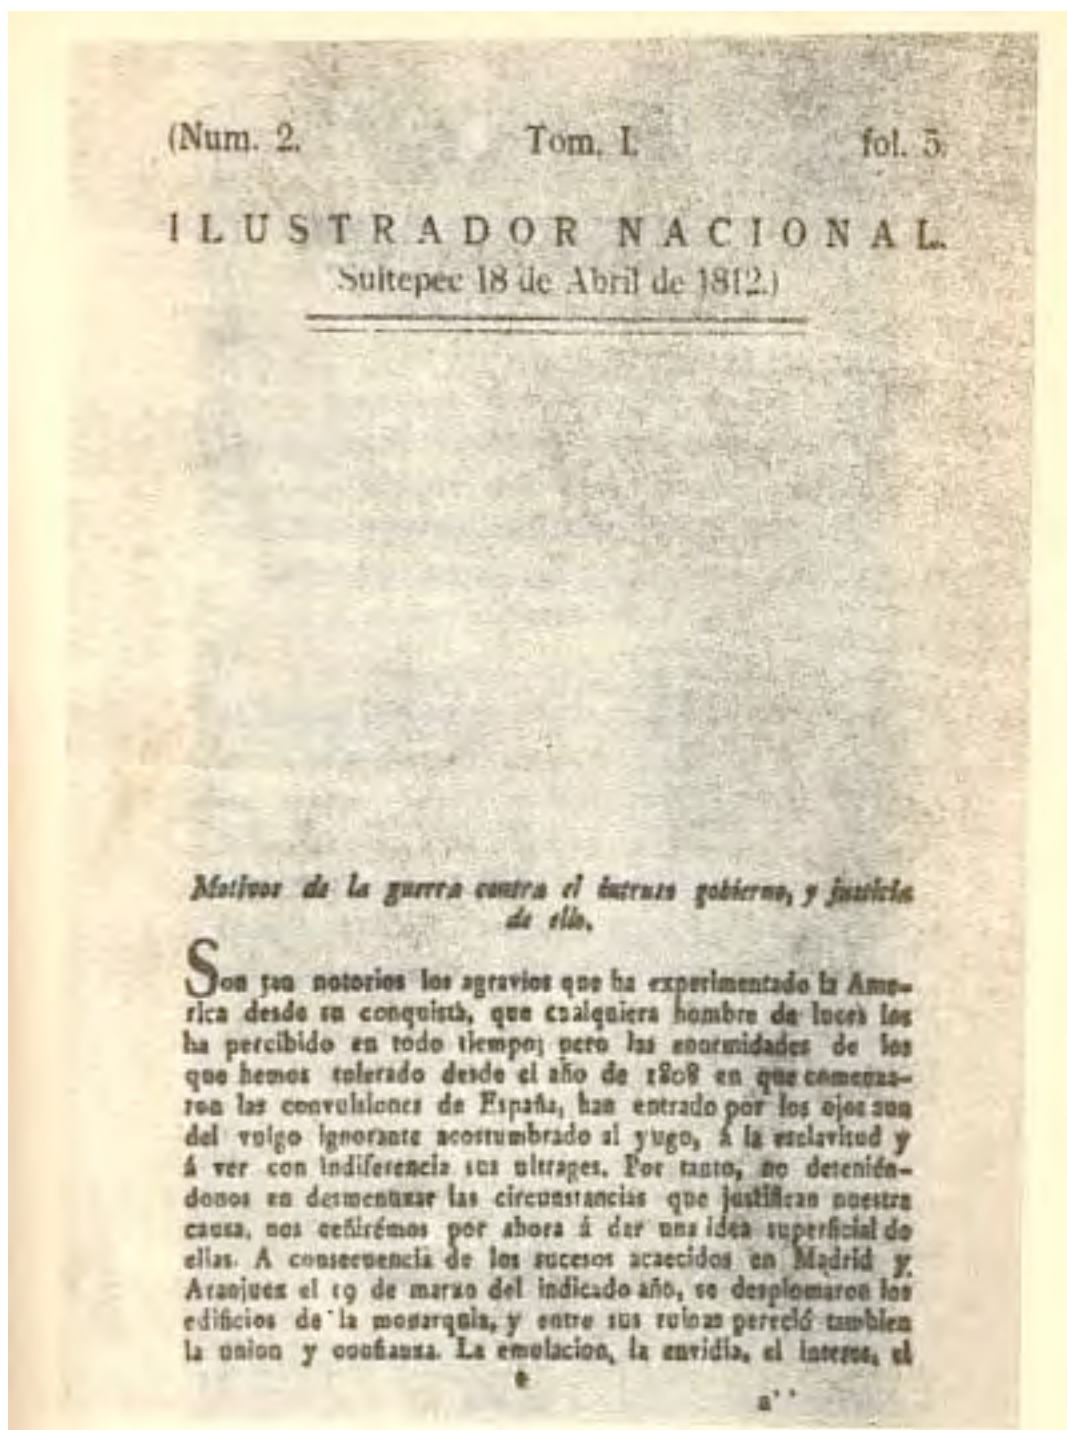 (Num. 2. Tom. I. fol. 5.
ILUSTRADOR NACIONAL.
Sultepec 18 de Abril de 1812.)
Motivos de la guerra contra el intruso gobierno, y justicia
de ello.
Son tan notorios los agravios que ha experimentado la Ame-
rica desde su conquista, que cualquiera hombre de luces los
ha percibido en todo tiempo; pero las enormidades de los
que hemos tolerado desde el año de 1808 en que comenza-
ron las convulsiones de España, han entrado por los ojos aun
del vulgo ignorante acostumbrado al yugo, á la esclavitud y
á ver con indiferencia sus ultrages. Por tanto, no detenién-
donos en desmenuzar las circunstancias que justifican nuestra
causa, nos ceñirémos por ahora á dar una idea superficial de
ellas. A consecuencia de los sucesos acaecidos en Madrid y
Aranjuez el 19 de marzo del indicado año, se desplomaron los
edificios de la monarquia, y entre sus ruinas pereció tambien
la union y confianza. La emulacion, la envidia, el interes, el